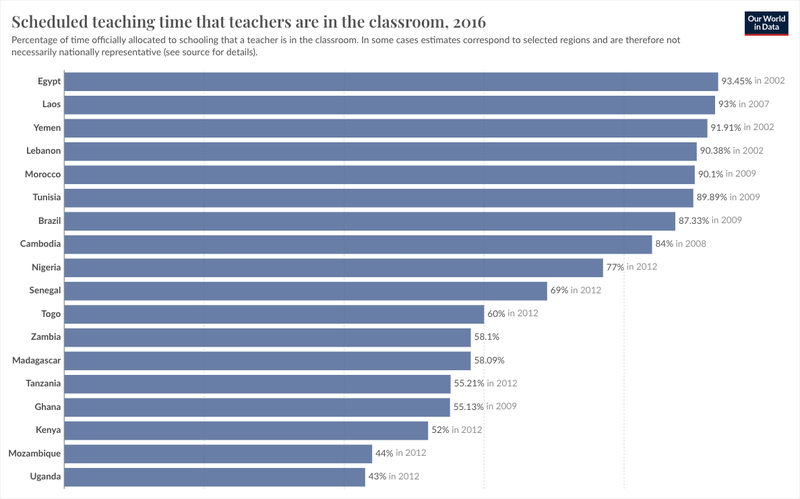 Scheduled teaching time that teachers are in the classroom, 2016
Our World
in Data
Percentage of time officially allocated to schooling that a teacher is in the classroom. In some cases estimates correspond to selected regions and are therefore not
necessarily nationally representative (see source for details).
Egypt 93.45% in 2002
Laos 93% in 2007
Yemen 91.91% in 2002
Lebanon 90.38% in 2002
Morocco 90.1% in 2009
Tunisia 89.89% in 2009
Brazil 87.33% in 2009
Cambodia 84% in 2008
Nigeria 77% in 2012
Senegal 69% in 2012
Togo 60% in 2012
Zambia 58.1%
Madagascar 58.09%
Tanzania 55.21% in 2012
Ghana 55.13% in 2009
Kenya 52% in 2012
Mozambique 44% in 2012
Uganda 43% in 2012